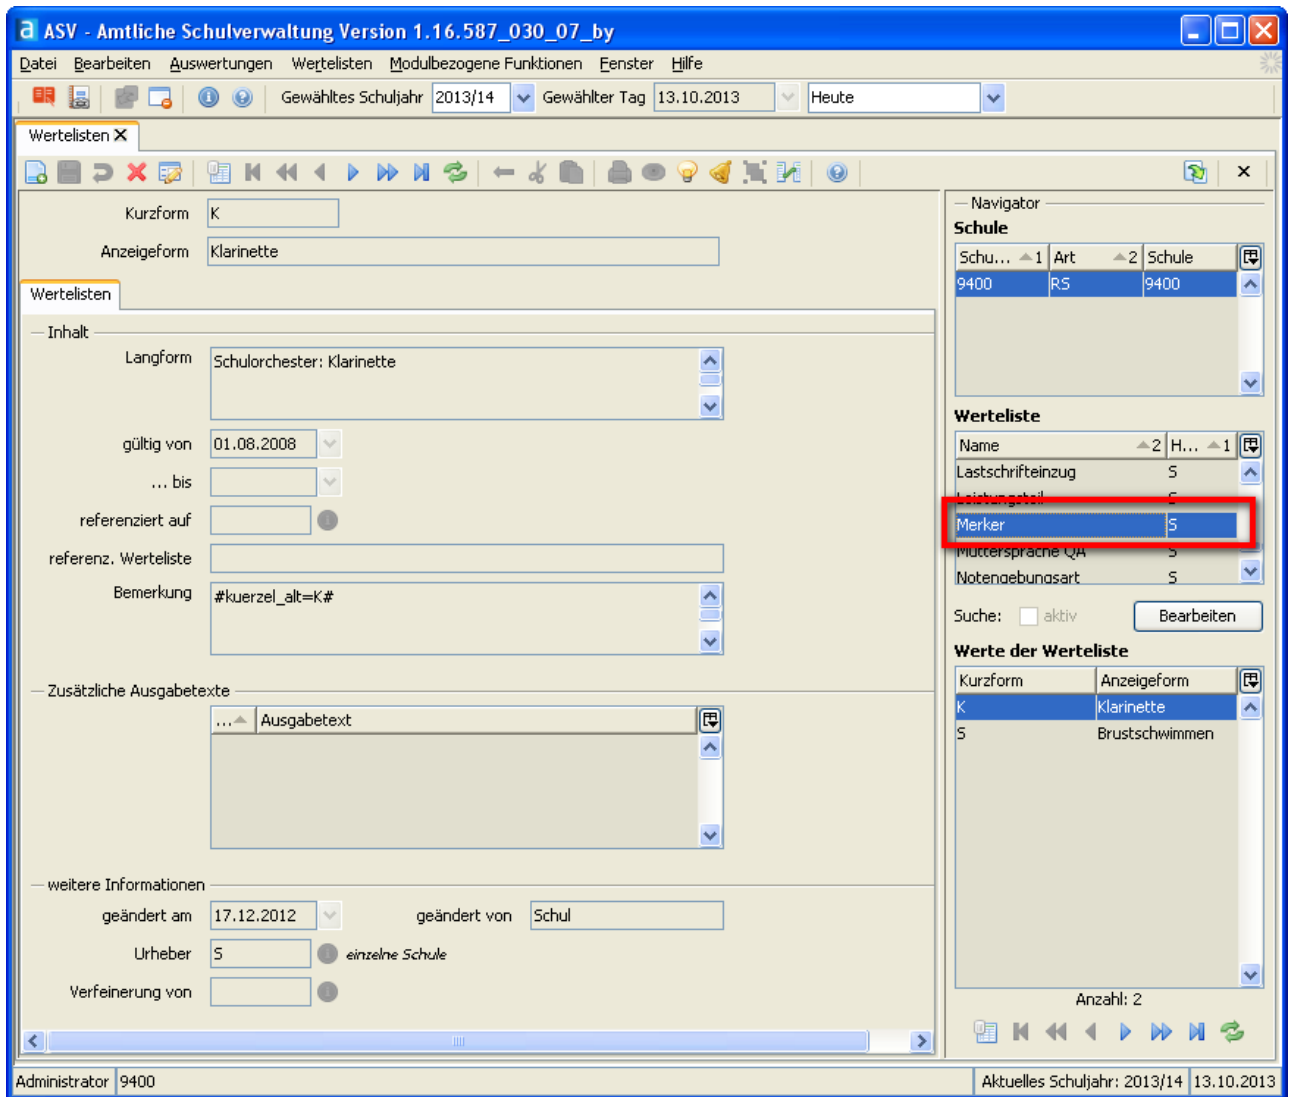 a ASV - Amtliche Schulverwaltung Version 1.16.587_030_07_by
Datei Bearbeiten Auswertungen Wertelisten Modulbezogene Funktionen Fenster Hilfe
Gewähltes Schuljahr 2013/14 Gewählter Tag 13.10.2013 Heute
Wertelisten X
Kurzform K
Anzeigeform Klarinette
Wertelisten
Inhalt
Langform Schulorchester: Klarinette
gültig von 01.08.2008
... bis
referenziert auf
referenz. Werteliste
Bemerkung #kuerzel_alt=K#
Zusätzliche Ausgabetexte
... Ausgabetext
weitere Informationen
geändert am 17.12.2012 geändert von Schul
Urheber S einzelne Schule
Verfeinerung von
Navigator
Schule
Schu... 1 Art 2 Schule
9400 RS 9400
Werteliste
Name 2 H... 1
Lastschrifteinzug S
Leistungsteil S
Merker S
Muttersprache QA S
Notengebungsart S
Suche: aktiv Bearbeiten
Werte der Werteliste
Kurzform Anzeigeform
K Klarinette
S Brustschwimmen
Anzahl: 2
Administrator 9400 Aktuelles Schuljahr: 2013/14 13.10.2013